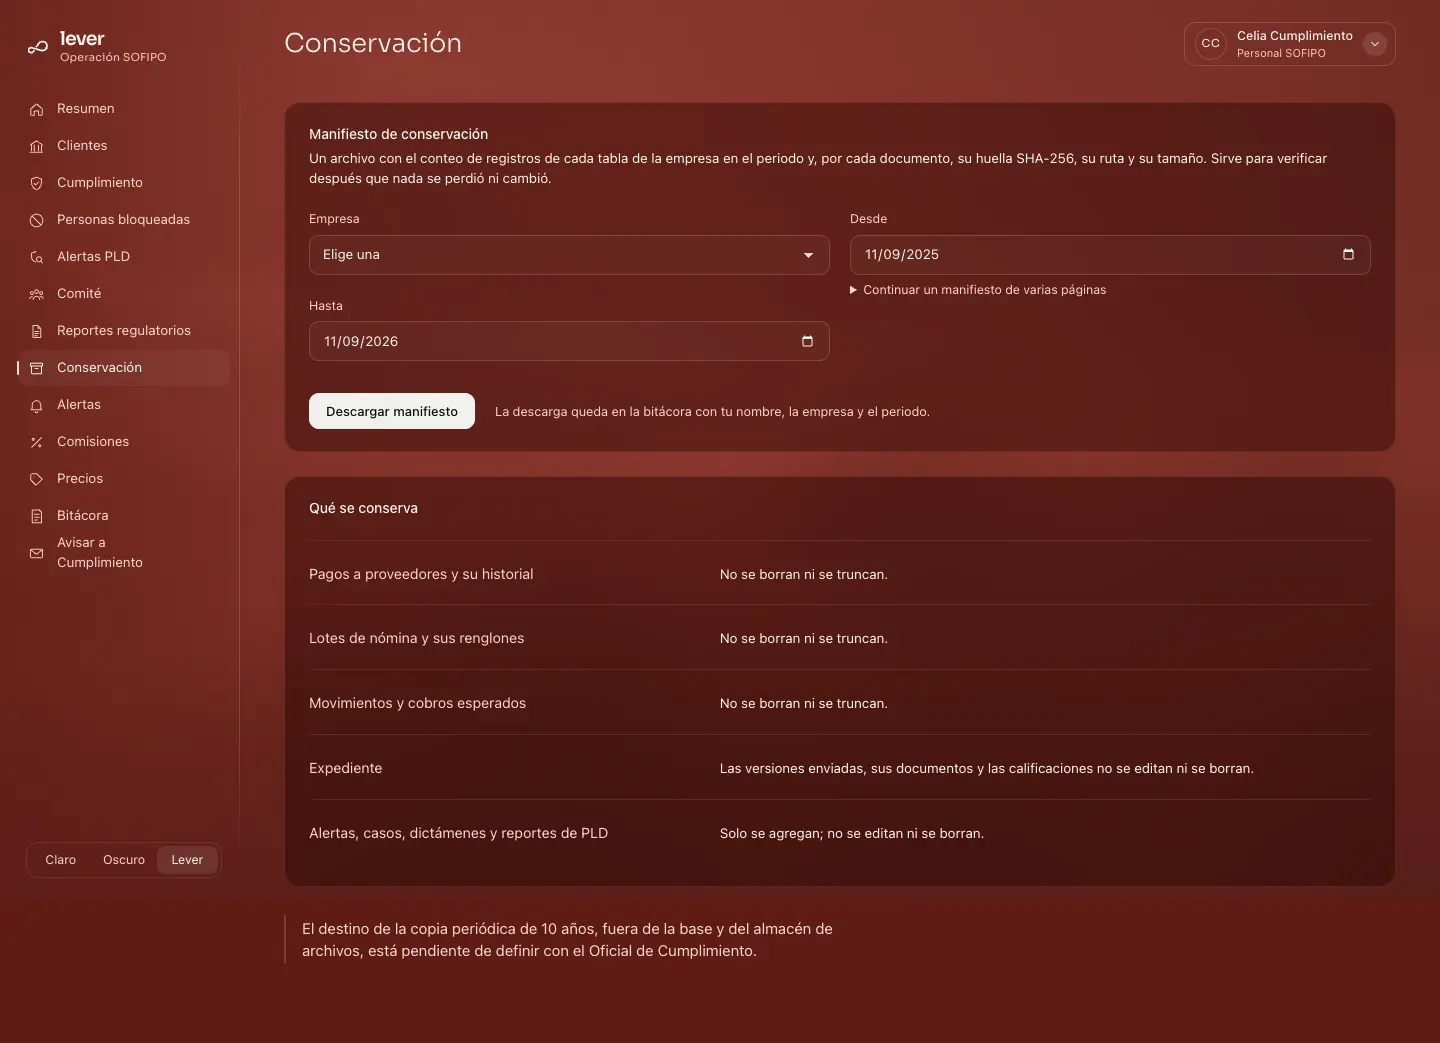 lever
Operación SOFIPO
Resumen
Clientes
Cumplimiento
Personas bloqueadas
Alertas PLD
Comité
Reportes regulatorios
Conservación
Alertas
Comisiones
Precios
Bitácora
Avisar a
Cumplimiento
Claro
Oscuro
Lever
Conservación
CC
Celia Cumplimiento
Personal SOFIPO
Manifiesto de conservación
Un archivo con el conteo de registros de cada tabla de la empresa en el periodo y, por cada documento, su huella SHA-256, su ruta y su tamaño. Sirve para verificar
después que nada se perdió ni cambió.
Empresa
Elige una
Desde
11/09/2025
Continuar un manifiesto de varias páginas
Hasta
11/09/2026
Descargar manifiesto
La descarga queda en la bitácora con tu nombre, la empresa y el periodo.
Qué se conserva
Pagos a proveedores y su historial
No se borran ni se truncan.
Lotes de nómina y sus renglones
No se borran ni se truncan.
Movimientos y cobros esperados
No se borran ni se truncan.
Expediente
Las versiones enviadas, sus documentos y las calificaciones no se editan ni se borran.
Alertas, casos, dictámenes y reportes de PLD
Solo se agregan; no se editan ni se borran.
El destino de la copia periódica de 10 años, fuera de la base y del almacén de
archivos, está pendiente de definir con el Oficial de Cumplimiento.